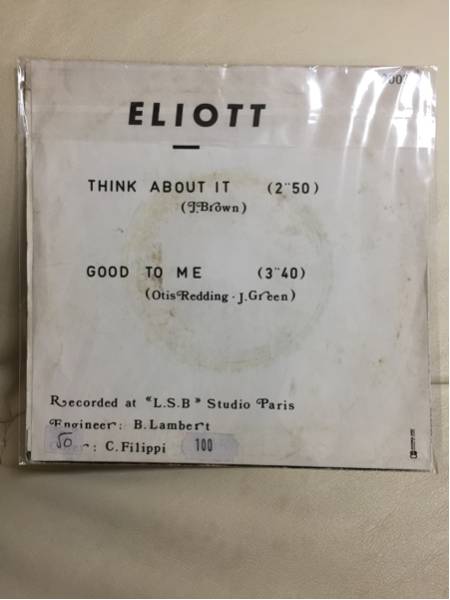 ELIOTT
THINK ABOUT IT (2"50)
(J.Brown)
GOOD TO ME (3"40)
(Otis Redding - J.Green)
Recorded at "L.S.B" Studio Paris
Engineer: B. Lambert
: C. Filippi
50
100